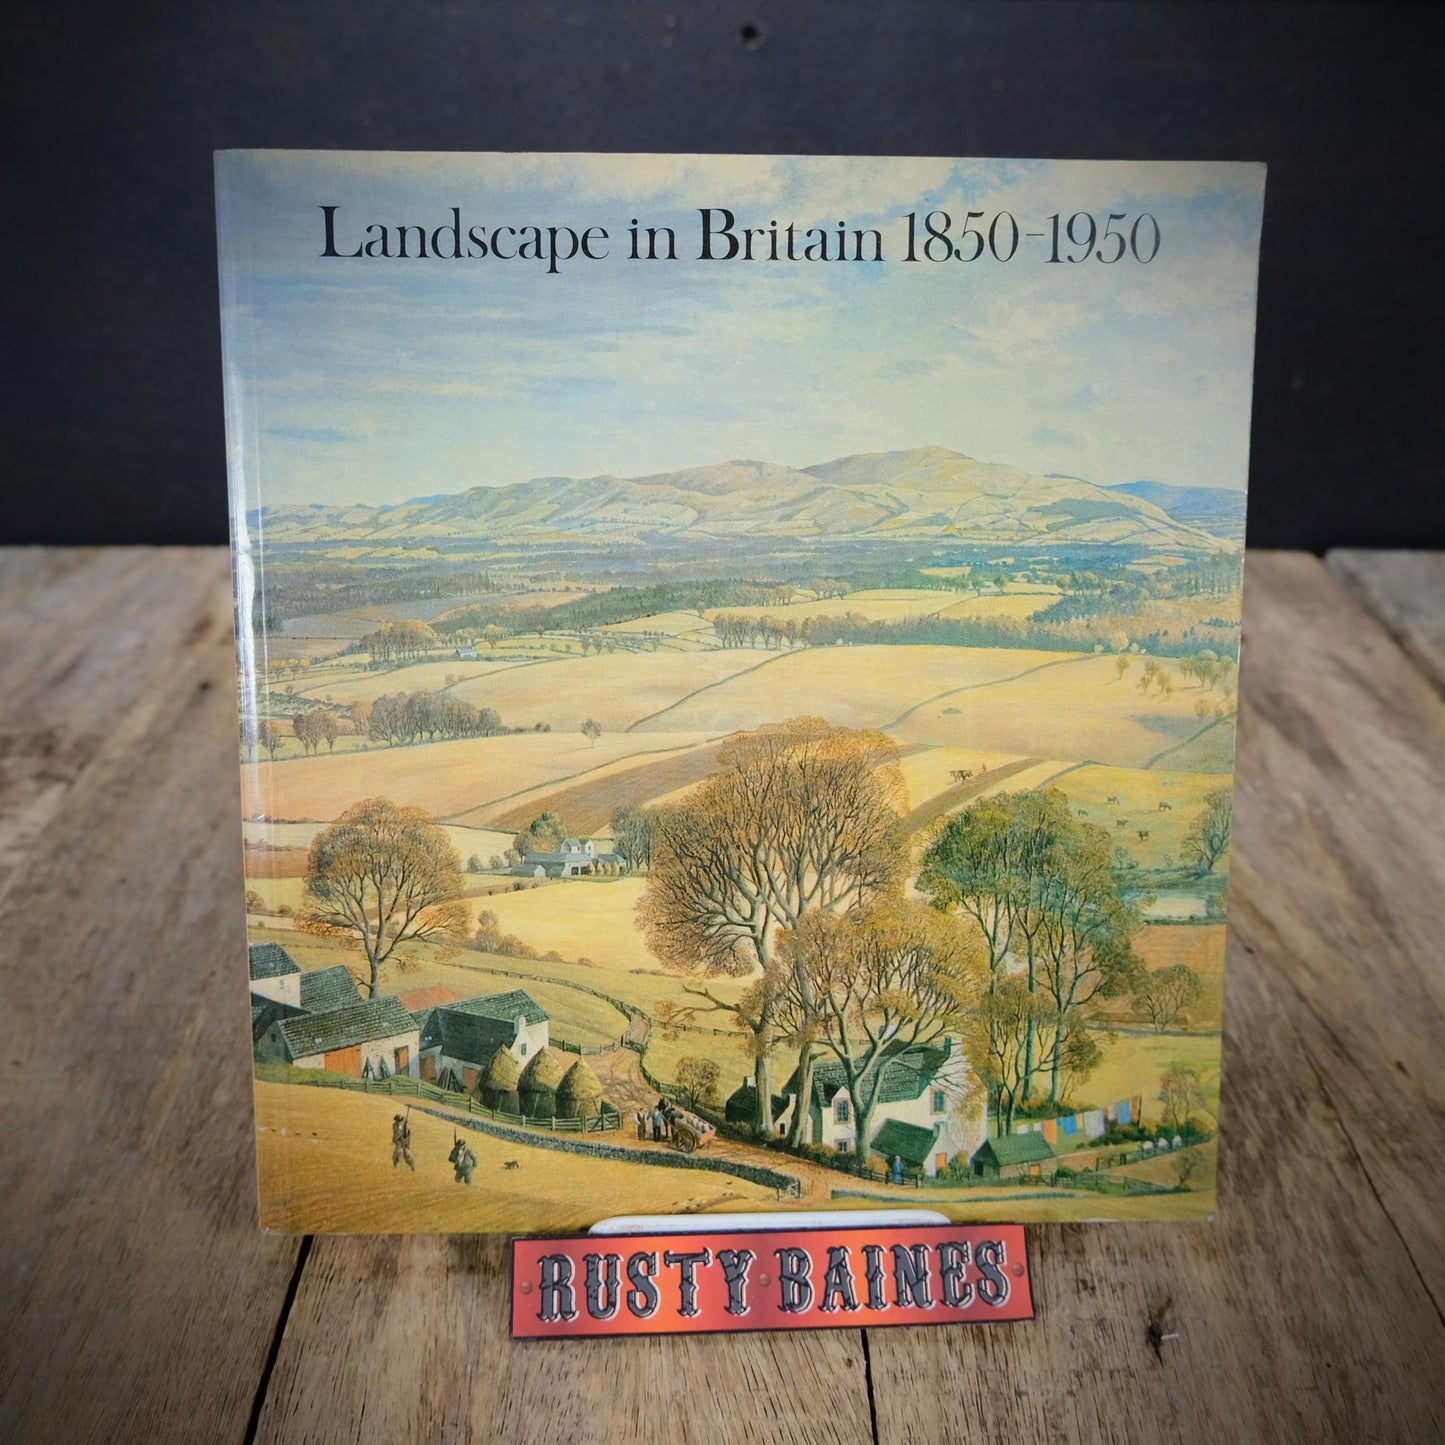 Landscape in Britain 1850-1950
RUSTY · BAINES